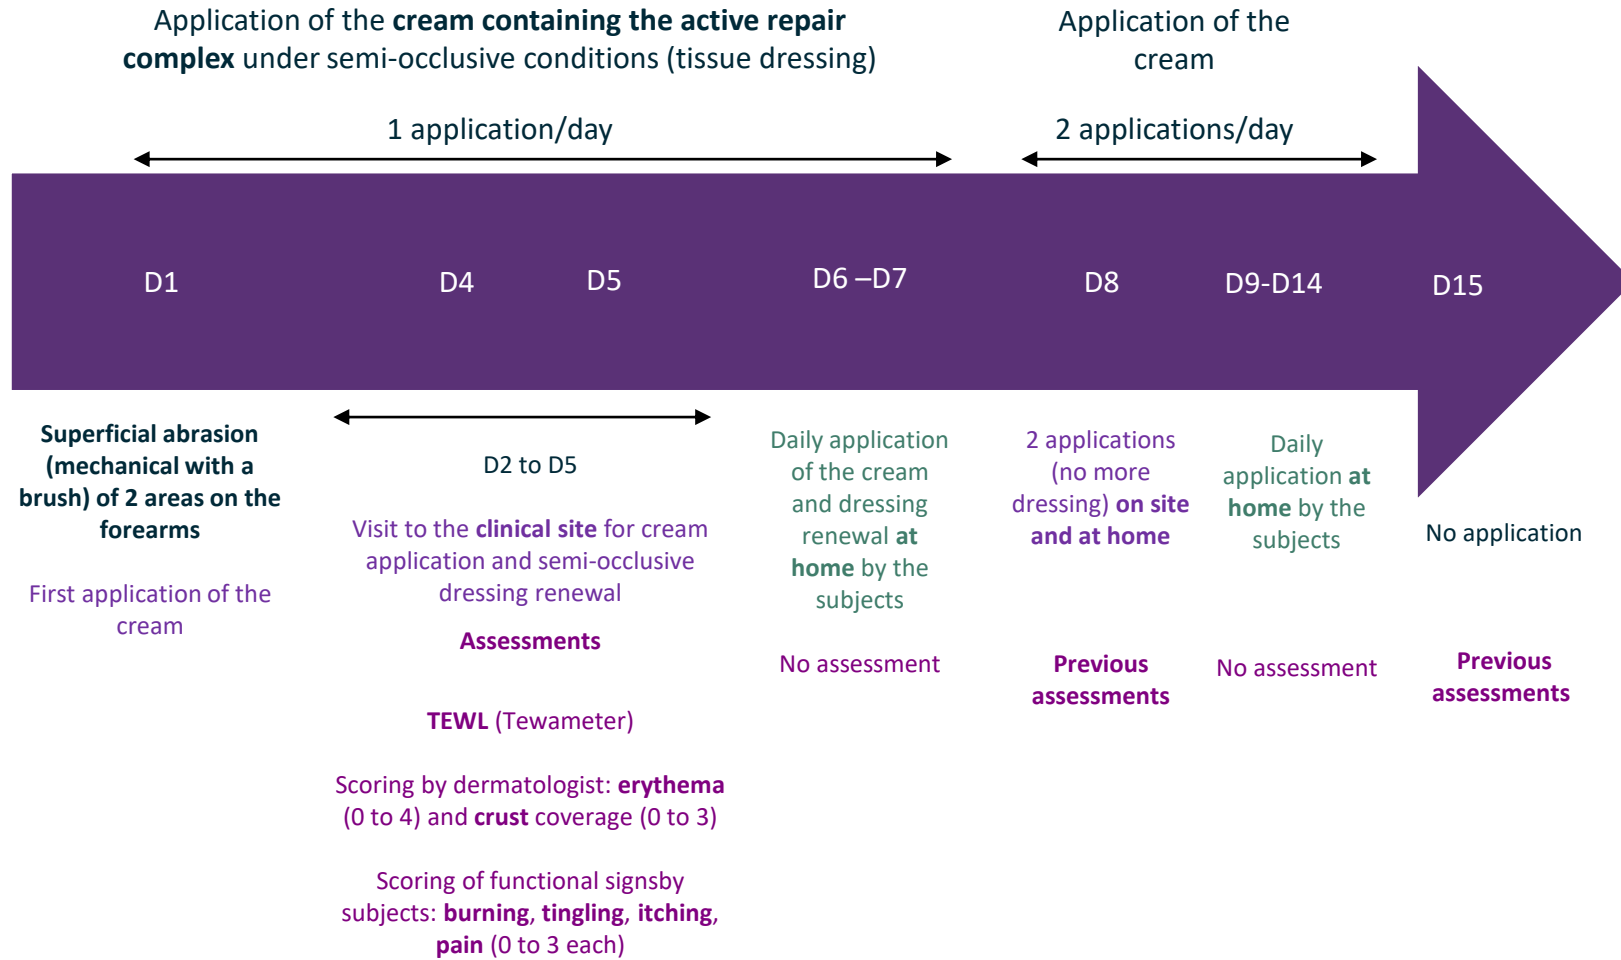 Application of the cream containing the active repair
complex under semi-occlusive conditions (tissue dressing)
Application of the
cream
1 application/day
2 applications/day
D1
D4
D5
D6 –D7
D8
D9-D14
D15
Superficial abrasion
(mechanical with a
brush) of 2 areas on the
forearms
First application of the
cream
D2 to D5
Visit to the clinical site for cream
application and semi-occlusive
dressing renewal
Assessments
TEWL (Tewameter)
Scoring by dermatologist: erythema
(0 to 4) and crust coverage (0 to 3)
Scoring of functional signsby
subjects: burning, tingling, itching,
pain (0 to 3 each)
Daily application
of the cream
and dressing
renewal at
home by the
subjects
No assessment
2 applications
(no more
dressing) on site
and at home
Previous
assessments
Daily
application at
home by the
subjects
No assessment
No application
Previous
assessments